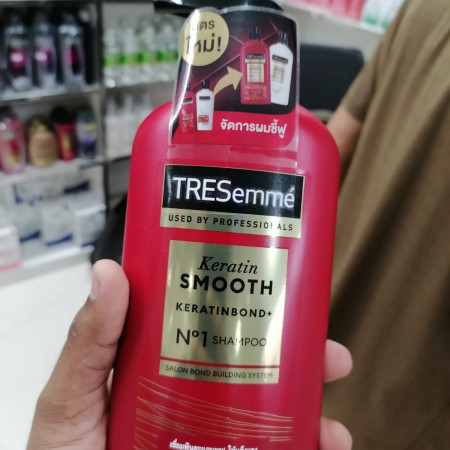 สูตร
ใหม่!
จัดการผมชี้ฟู
TRESemmé
USED BY PROFESSIONALS
Keratin
SMOOTH
KERATINBOND+
Nº1 SHAMPOO
SALON BOND BUILDING SYSTEM